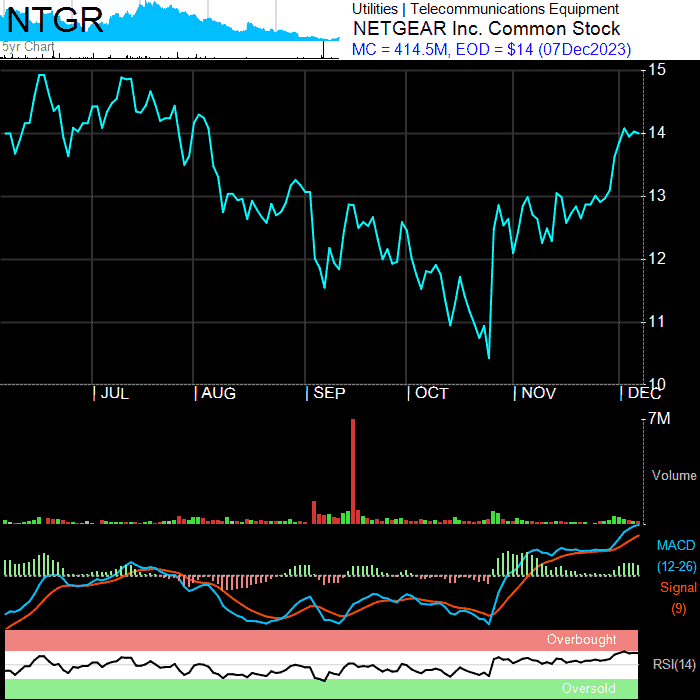 NTGR
5yr Chart
Utilities | Telecommunications Equipment
NETGEAR Inc. Common Stock
MC = 414.5M, EOD = $14 (07Dec2023)
15
14
13
12
11
10
| JUL | AUG | SEP | OCT | NOV | DEC
7M
Volume
MACD
(12-26)
Signal
(9)
Overbought
RSI(14)
Oversold